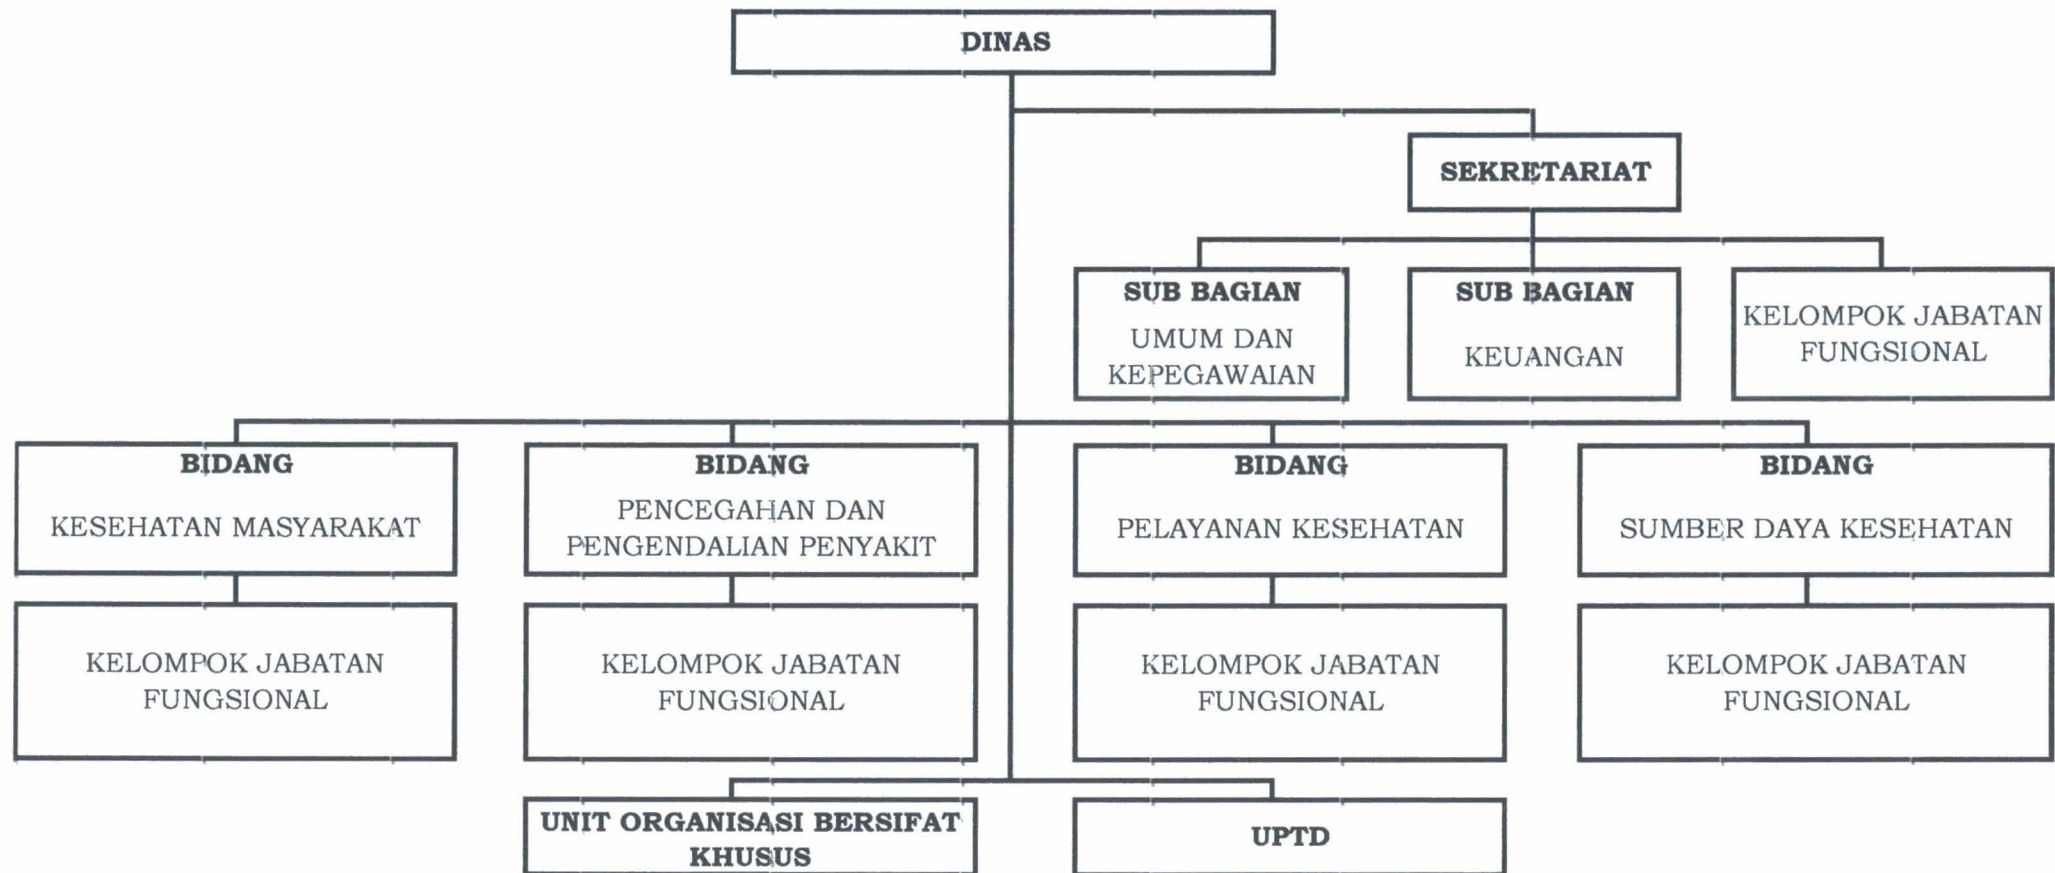 DINAS
SEKRETARIAT
SUB BAGIAN
UMUM DAN
KEPEGAWAIAN
SUB BAGIAN
KEUANGAN
KELOMPOK JABATAN
FUNGSIONAL
BIDANG
KESEHATAN MASYARAKAT
BIDANG
PENCEGAHAN DAN
PENGENDALIAN PENYAKIT
BIDANG
PELAYANAN KESEHATAN
BIDANG
SUMBER DAYA KESEHATAN
KELOMPOK JABATAN
FUNGSIONAL
KELOMPOK JABATAN
FUNGSIONAL
KELOMPOK JABATAN
FUNGSIONAL
KELOMPOK JABATAN
FUNGSIONAL
UNIT ORGANISASI BERSIFAT
KHUSUS
UPTD